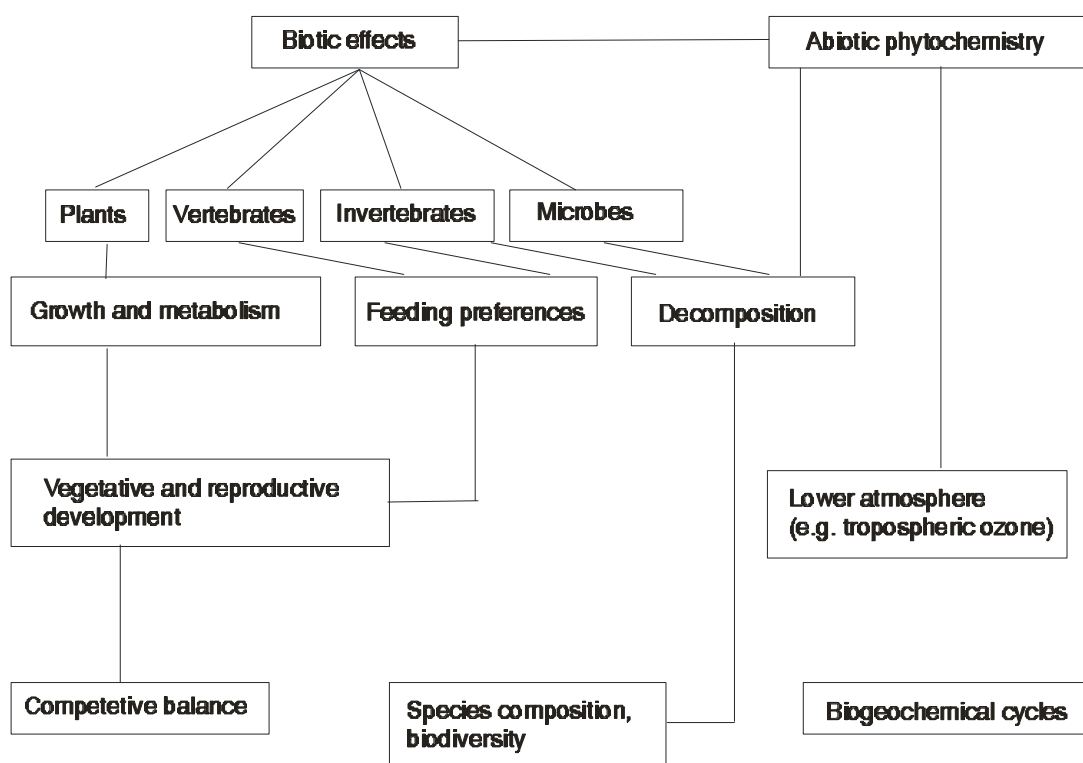 Biotic effects
Abiotic phytochemistry
Plants
Vertebrates
Invertebrates
Microbes
Growth and metabolism
Feeding preferences
Decomposition
Vegetative and reproductive
development
Lower atmosphere
(e.g. tropospheric ozone)
Competetive balance
Species composition,
biodiversity
Biogeochemical cycles